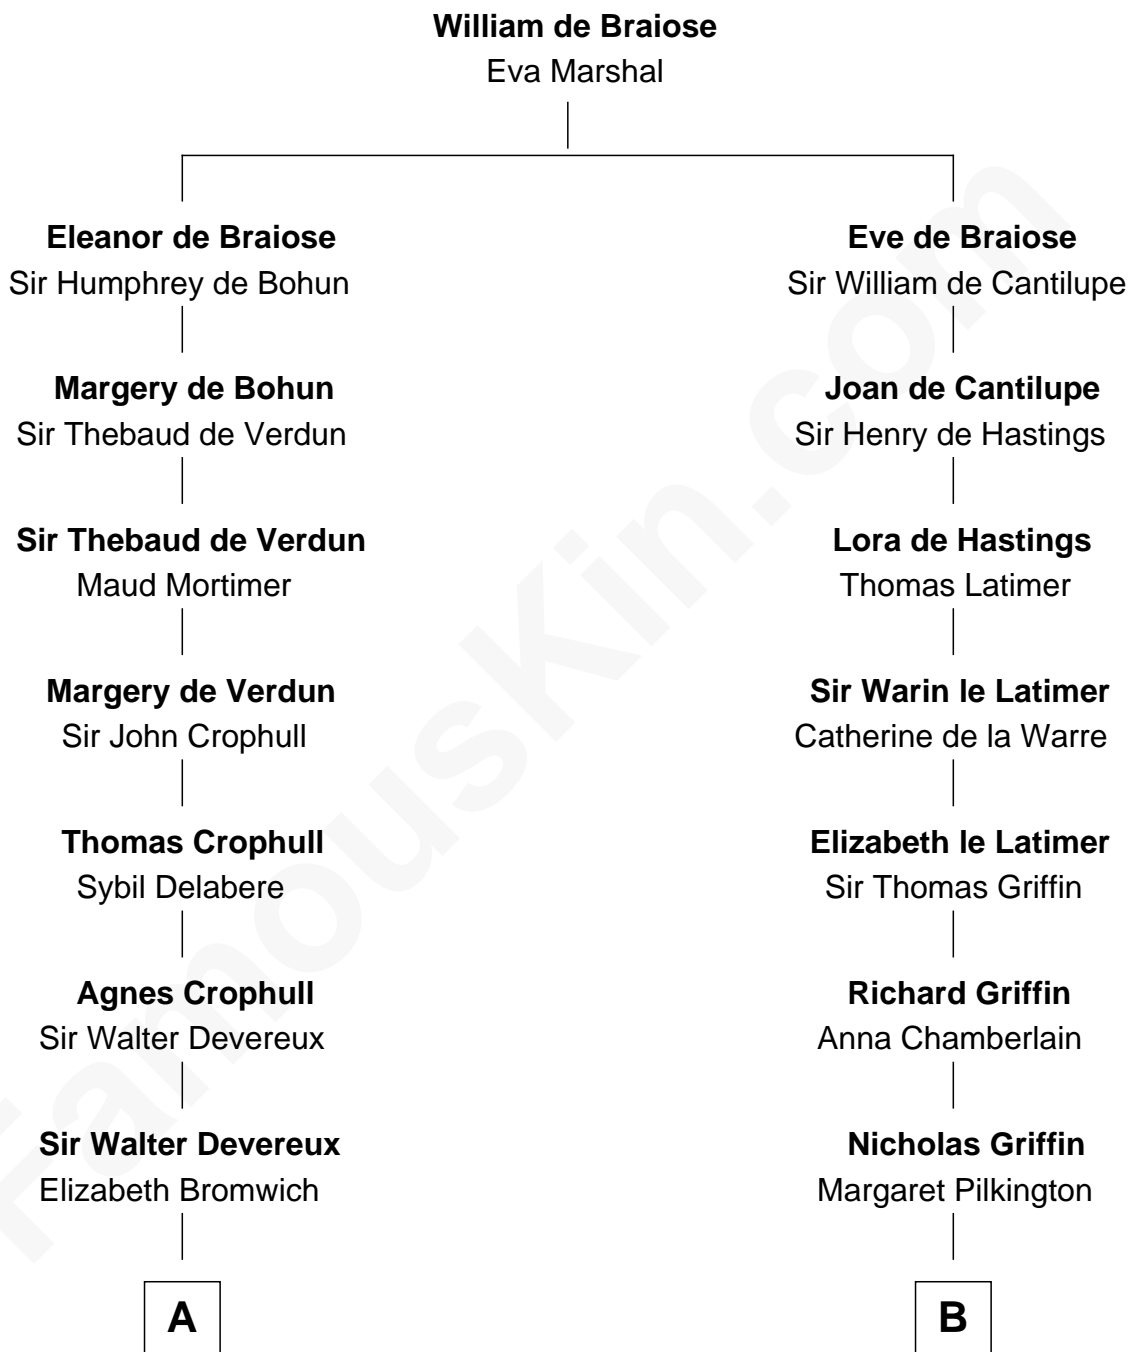 William de Braiose
Eva Marshal
Eleanor de Braiose
Sir Humphrey de Bohun
Eve de Braiose
Sir William de Cantilupe
Margery de Bohun
Sir Thebaud de Verdun
Joan de Cantilupe
Sir Henry de Hastings
Sir Thebaud de Verdun
Maud Mortimer
Lora de Hastings
Thomas Latimer
Margery de Verdun
Sir John Crophull
Sir Warin le Latimer
Catherine de la Warre
Thomas Crophull
Sybil Delabere
Elizabeth le Latimer
Sir Thomas Griffin
Agnes Crophull
Sir Walter Devereux
Richard Griffin
Anna Chamberlain
Sir Walter Devereux
Elizabeth Bromwich
Nicholas Griffin
Margaret Pilkington
A
B
FamousKin.com